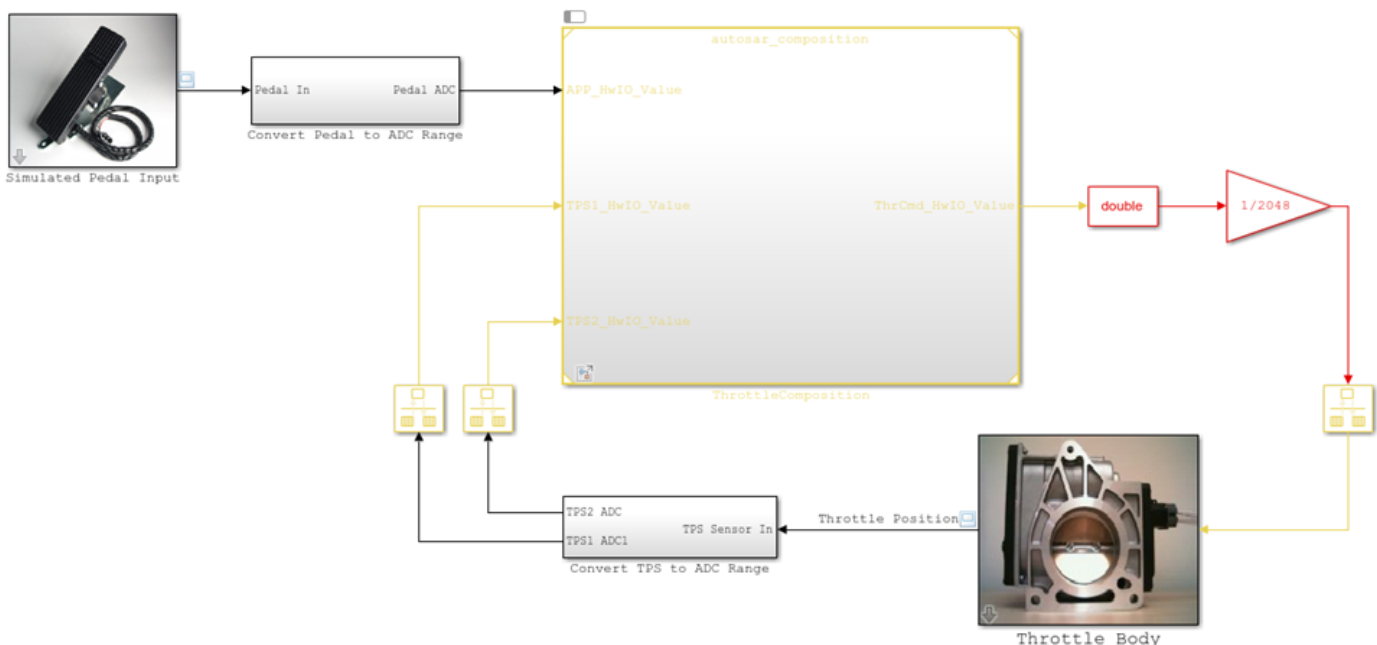 autosar_composition
Pedal In
Pedal ADC
APP_HwIO_Value
Convert Pedal to ADC Range
Simulated Pedal Input
TPS1_HwIO_Value
ThrCmd_HwIO_Value
double
1/2048
TPS2_HwIO_Value
ThrottleComposition
TPS2 ADC
TPS Sensor In
TPS1 ADC1
Throttle Position
Convert TPS to ADC Range
Throttle Body